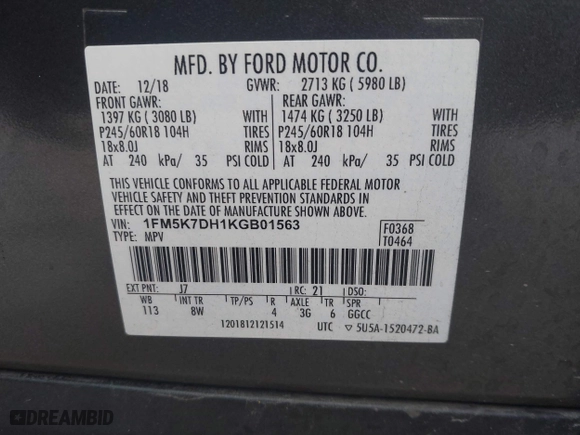 MFD. BY FORD MOTOR CO.
DATE: 12/18 GVWR: 2713 KG ( 5980 LB)
FRONT GAWR: REAR GAWR:
1397 KG ( 3080 LB) WITH 1474 KG ( 3250 LB) WITH
P245/60R18 104H TIRES P245/60R18 104H TIRES
18x8.0J RIMS 18x8.0J RIMS
AT 240 kPa/ 35 PSI COLD AT 240 kPa/ 35 PSI COLD
THIS VEHICLE CONFORMS TO ALL APPLICABLE FEDERAL MOTOR
VEHICLE SAFETY AND THEFT PREVENTION STANDARDS IN
EFFECT ON THE DATE OF MANUFACTURE SHOWN ABOVE.
VIN: 1FM5K7DH1KGB01563 F0368
TYPE: MPV T0464
EXT PNT: J7 RC: 21 DSO:
WB INT TR TP/PS R AXLE TR SPR
113 8W 4 3G 6 GGCC
1201812121514 UTC ▽ 5U5A-1520472-BA
DREAMBID